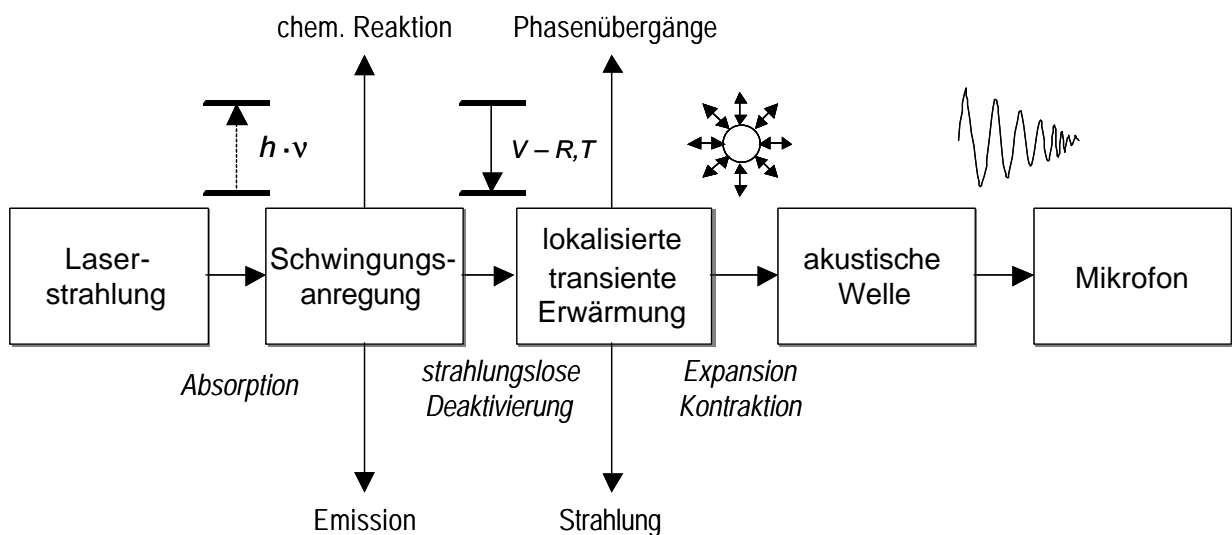 chem. Reaktion
Phasenübergänge
h · ν
V – R,T
Laser-
strahlung
Schwingungs-
anregung
lokalisierte
transiente
Erwärmung
akustische
Welle
Mikrofon
Absorption
strahlungslose
Deaktivierung
Expansion
Kontraktion
Emission
Strahlung